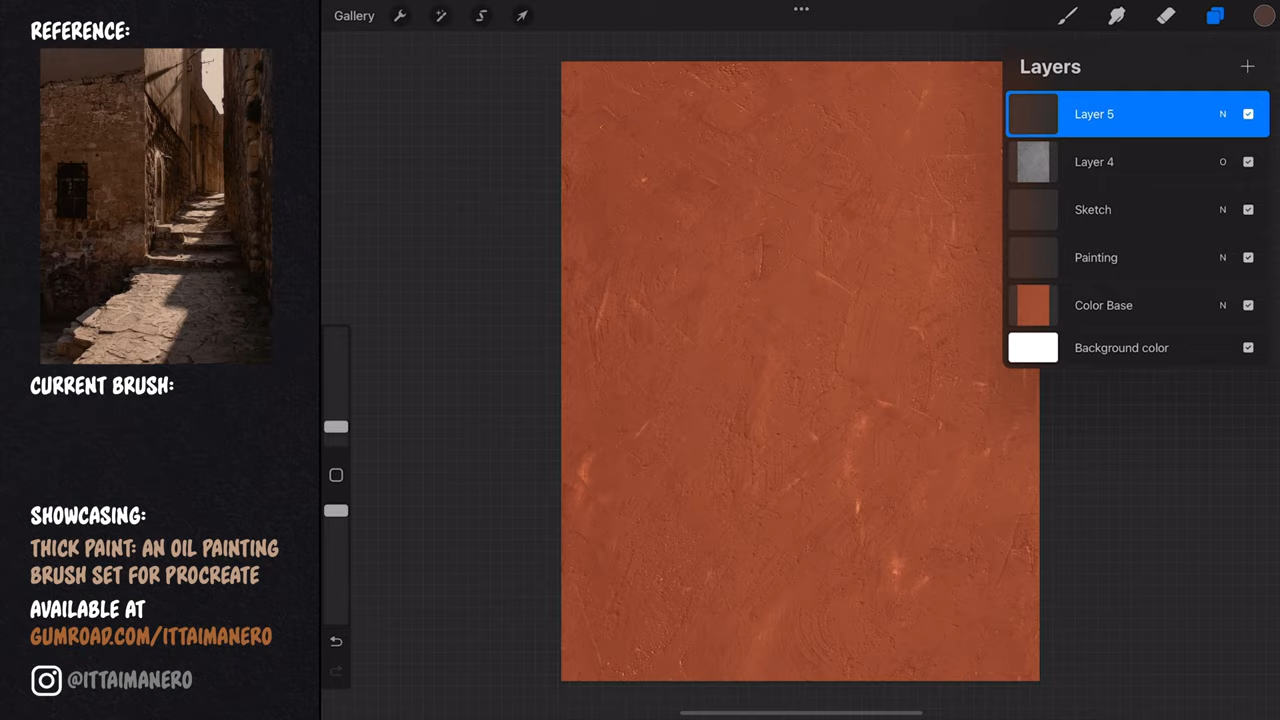 REFERENCE:
CURRENT BRUSH:
SHOWCASING:
THICK PAINT: AN OIL PAINTING
BRUSH SET FOR PROCREATE
AVAILABLE AT
GUMROAD.COM/ITTAIMANERO
@ITTAIMANERO
Gallery
Layers
Layer 5 N
Layer 4 O
Sketch N
Painting N
Color Base N
Background color